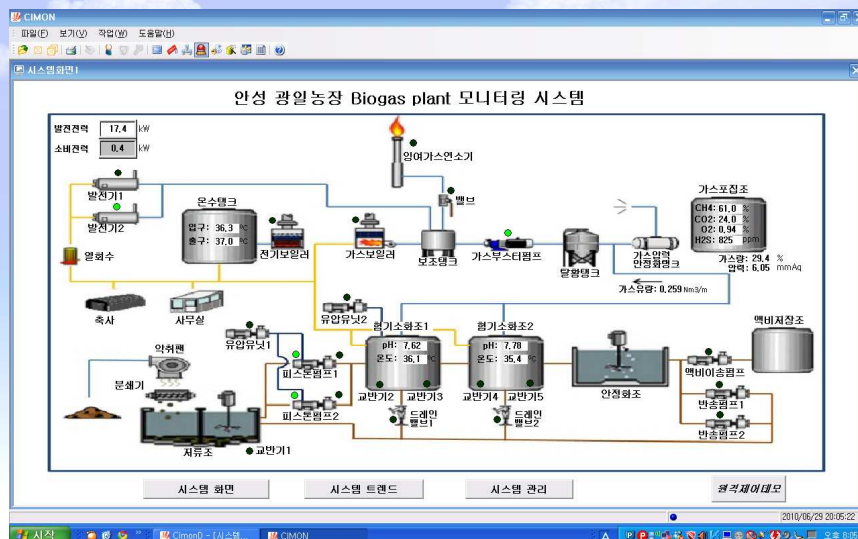 CIMON
파일(F) 보기(V) 작업(W) 도움말(H)
시스템화면1
안성 광일농장 Biogas plant 모니터링 시스템
발전전력 17.4 kW
소비전력 0.4 kW
잉여가스연소기
밸브
발전기1
발전기2
열회수
온수탱크
입구: 36.3 ℃
출구: 37.0 ℃
전기보일러
가스보일러
보조탱크
가스부스터펌프
탈황탱크
가스압력
안정화탱크
가스포집조
CH4: 61.0 %
CO2: 24.0 %
O2: 0.94 %
H2S: 825 ppm
가스량: 29.4 %
압력: 6.05 mmAq
가스유량: 0.259 Nm3/m
축사
사무실
유압유닛2
유압유닛1
혐기소화조1
pH: 7.62
온도: 36.1 ℃
혐기소화조2
pH: 7.78
온도: 35.4 ℃
액비저장조
악취팬
분쇄기
피스톤펌프1
피스톤펌프2
교반기2 교반기3
교반기4 교반기5
드레인
밸브1
드레인
밸브2
안정화조
액비이송펌프
반송펌프1
반송펌프2
저류조
교반기1
시스템 화면
시스템 트렌드
시스템 관리
원격제어데모
2010/06/29 20:05:22
시작
CimonD - [시스템...
CIMON
오후 8:05